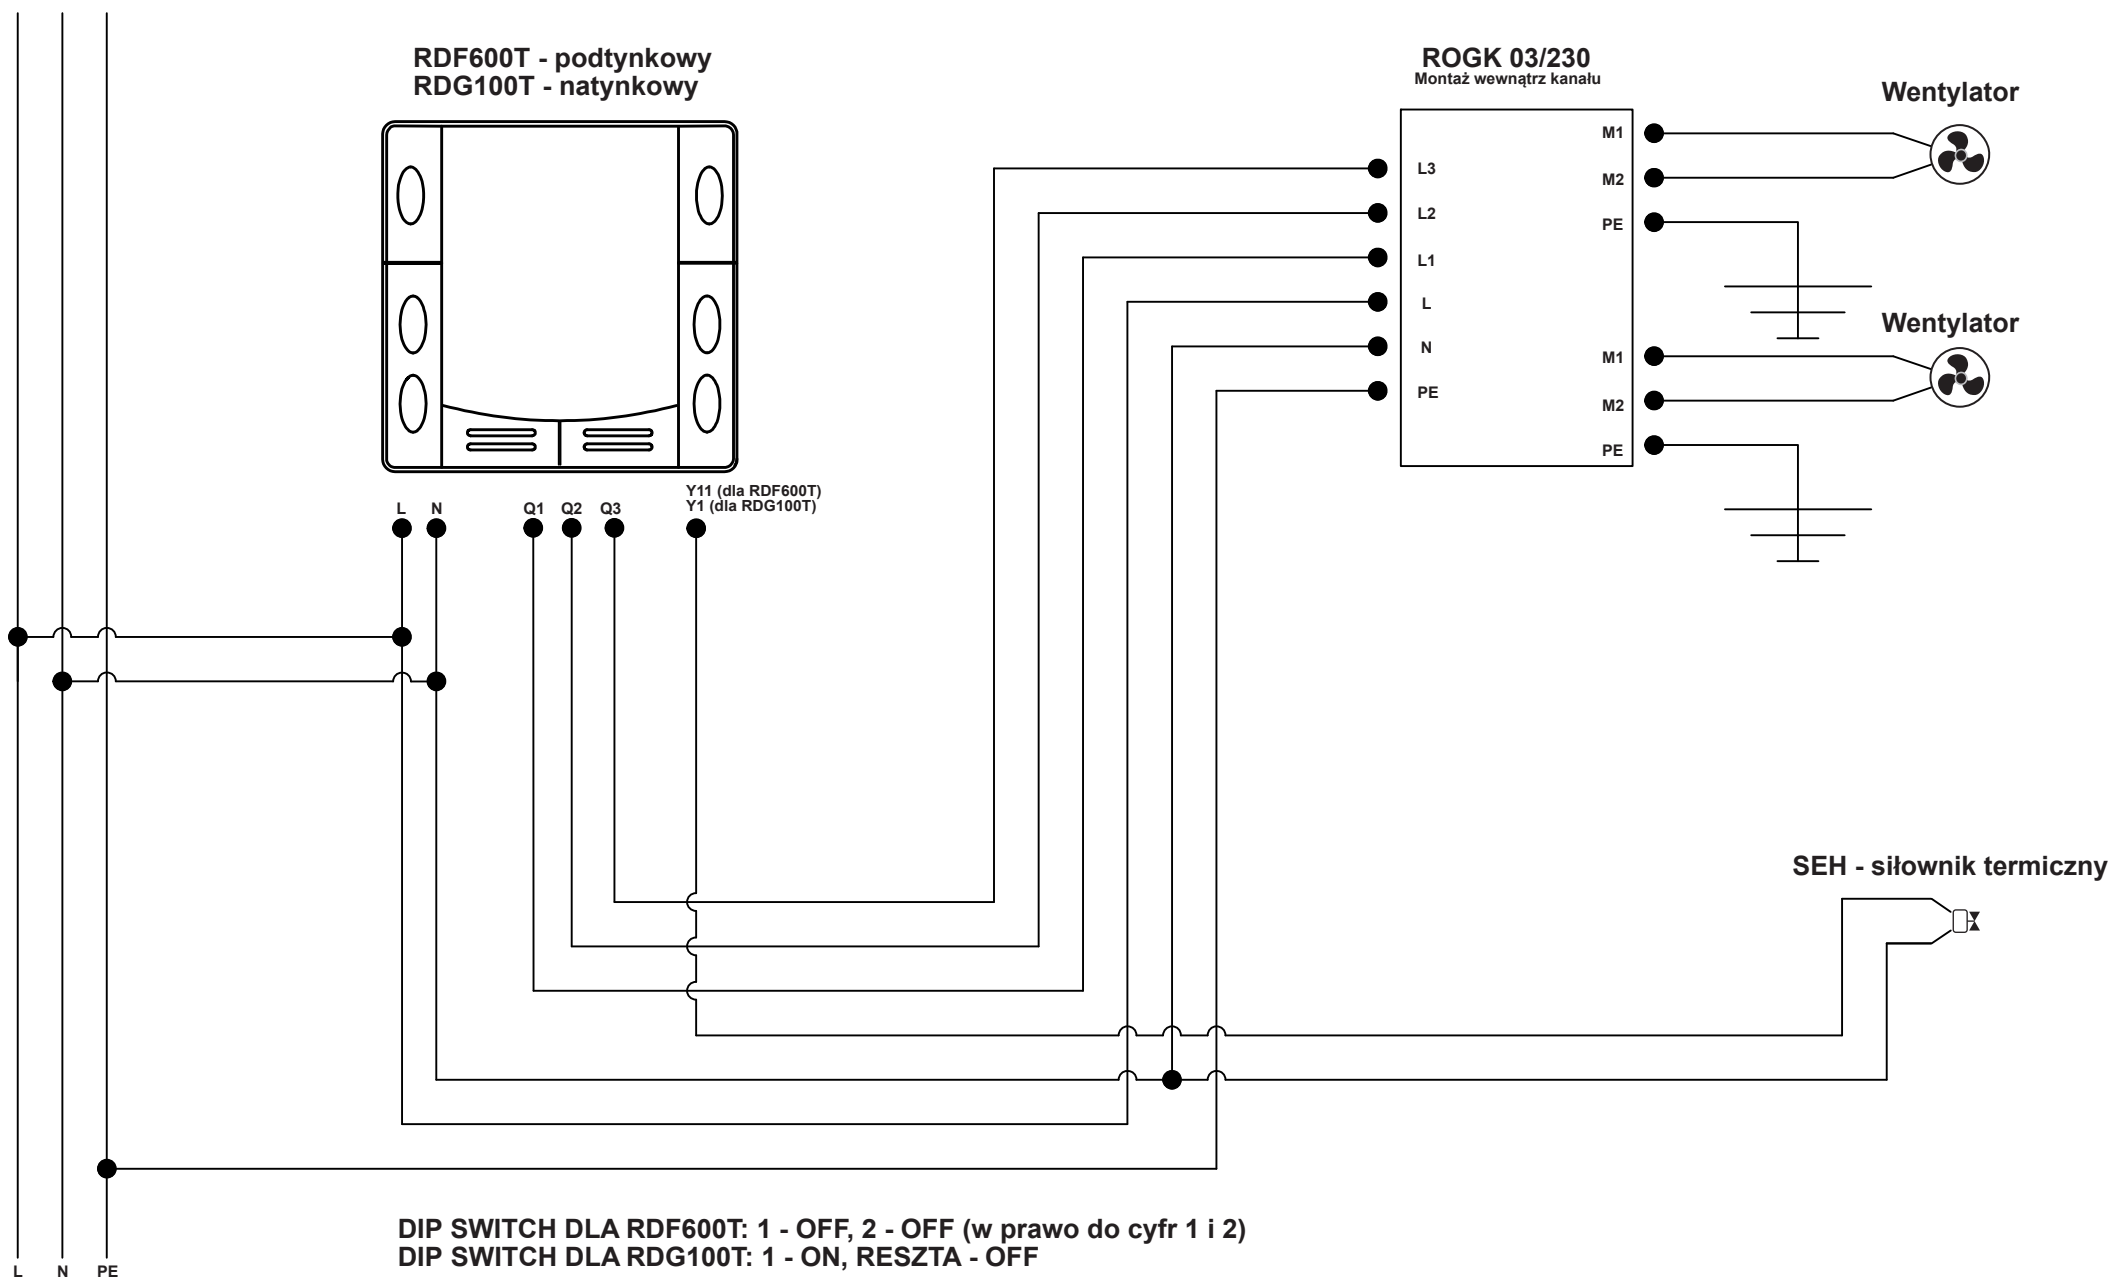 RDF600T - podtynkowy
RDG100T - natynkowy
ROGK 03/230
Montaż wewnątrz kanału
Wentylator
M1
M2
PE
L3
L2
L1
L
N
PE
Wentylator
M1
M2
PE
Y11 (dla RDF600T)
Y1 (dla RDG100T)
L N Q1 Q2 Q3
SEH - siłownik termiczny
DIP SWITCH DLA RDF600T: 1 - OFF, 2 - OFF (w prawo do cyfr 1 i 2)
DIP SWITCH DLA RDG100T: 1 - ON, RESZTA - OFF
L N PE